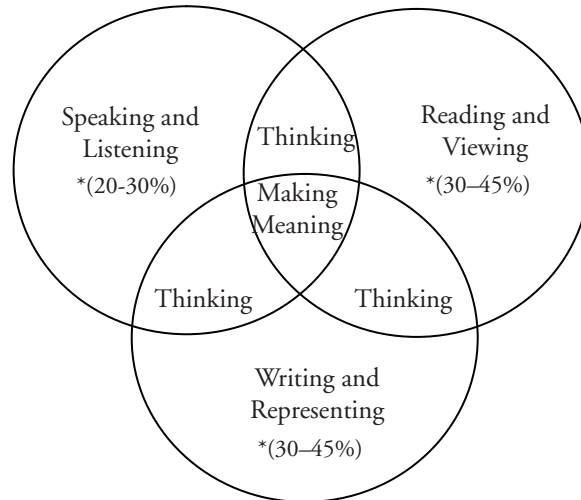 Speaking and
Listening
*(20-30%)
Thinking
Reading and
Viewing
*(30–45%)
Making
Meaning
Thinking
Thinking
Writing and
Representing
*(30–45%)